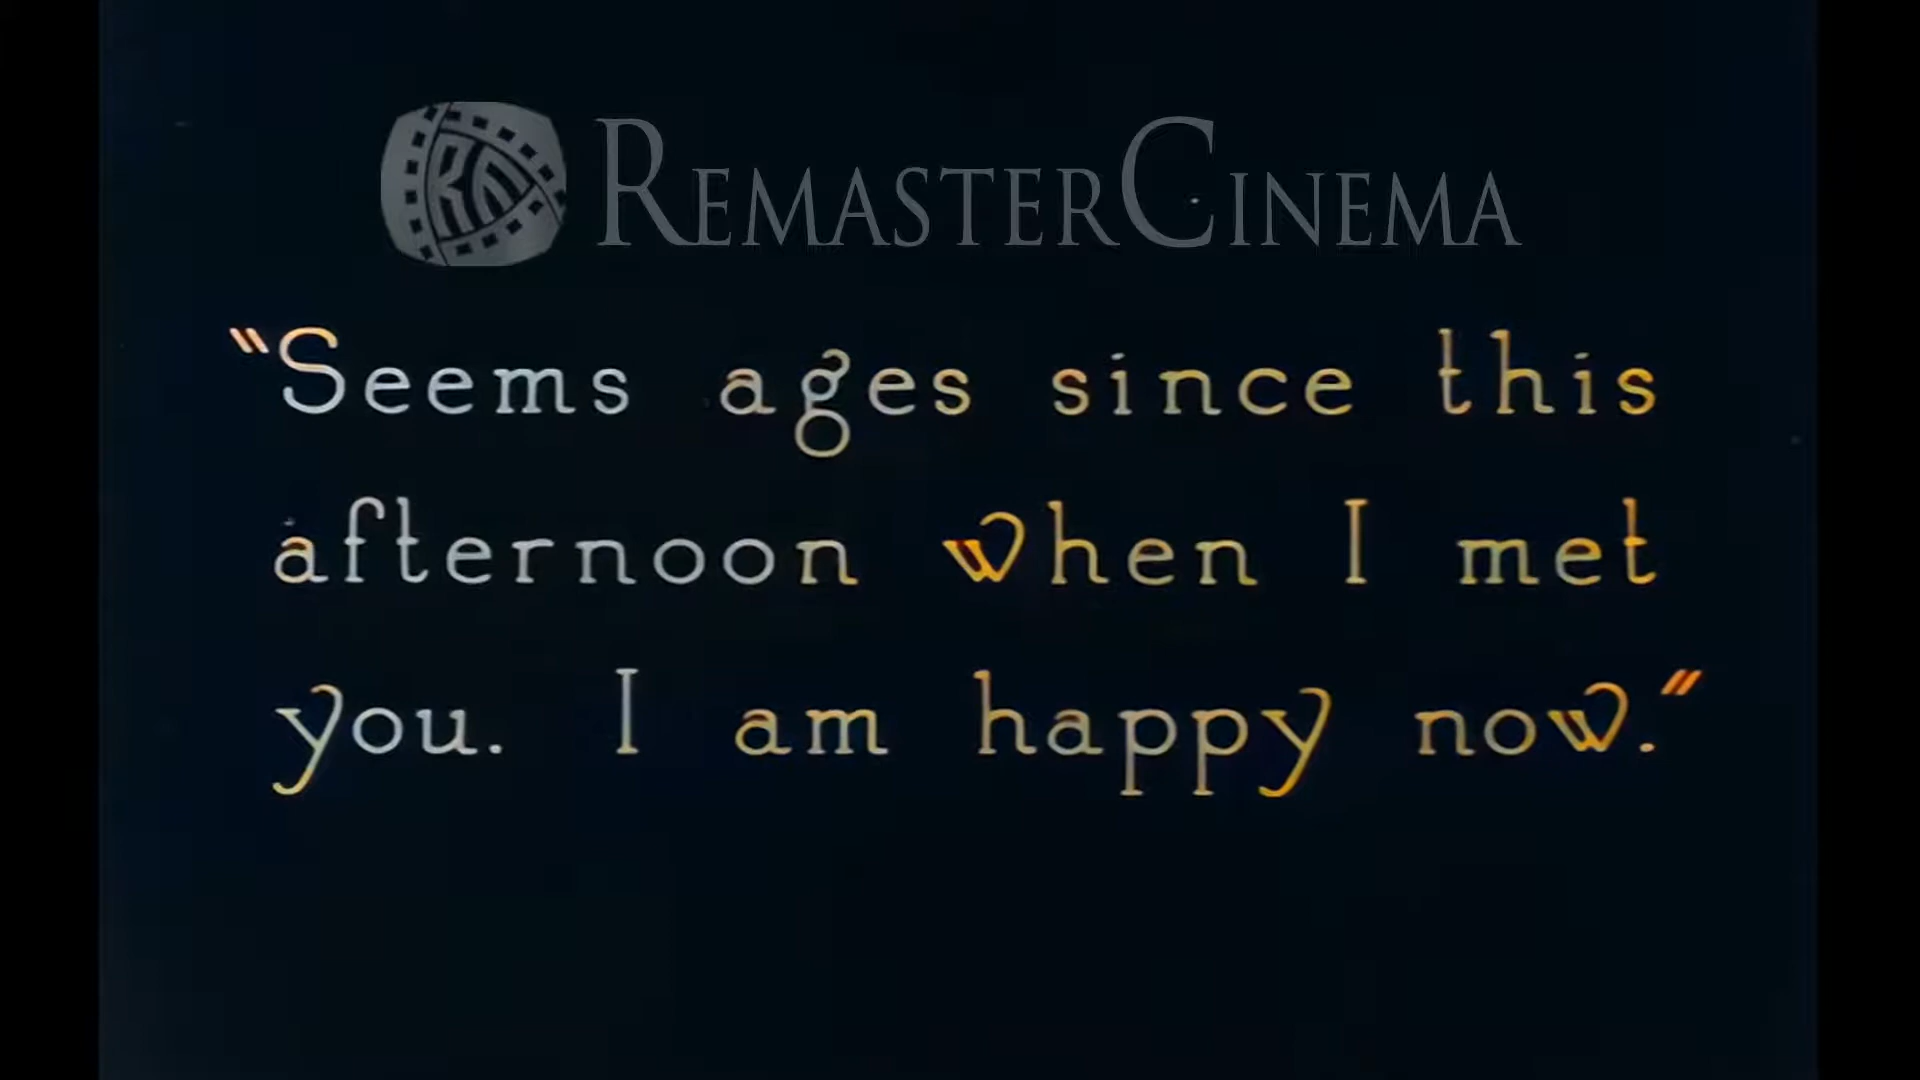 REMASTERCINEMA
"Seems ages since this
afternoon when I met
you. I am happy now."